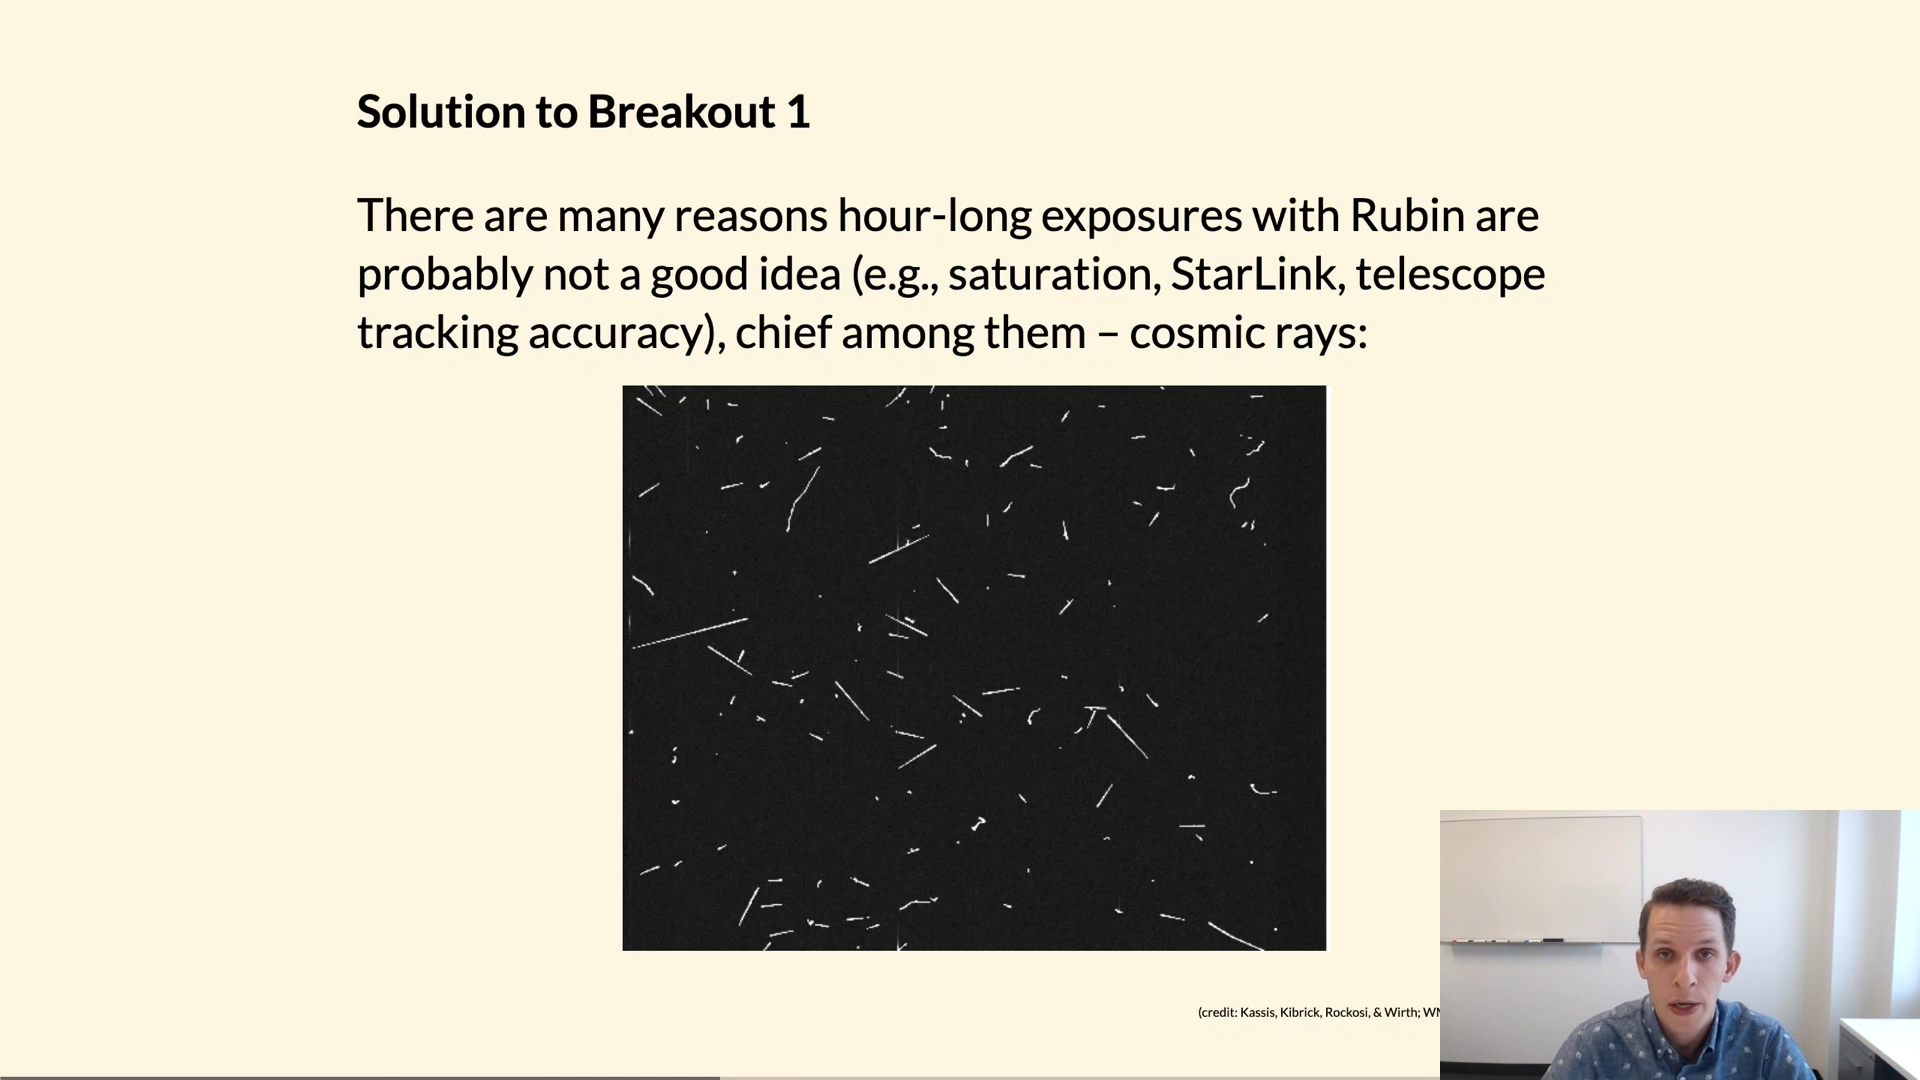 Solution to Breakout 1
There are many reasons hour-long exposures with Rubin are
probably not a good idea (e.g., saturation, StarLink, telescope
tracking accuracy), chief among them – cosmic rays:
(credit: Kassis, Kibrick, Rockosi, & Wirth;